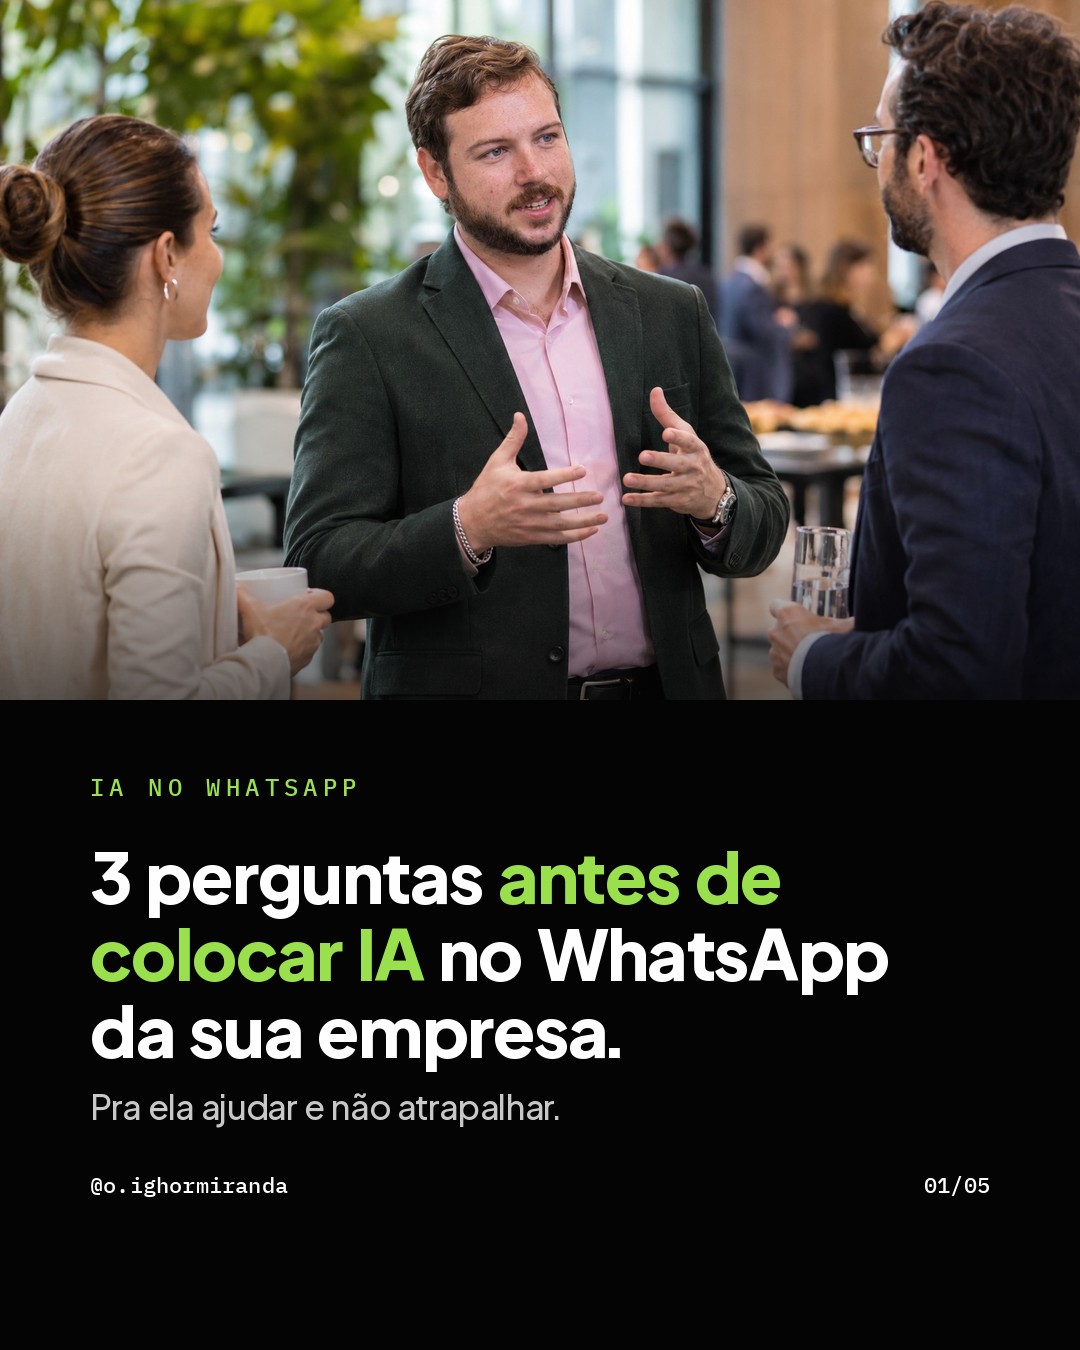 IA NO WHATSAPP
3 perguntas antes de
colocar IA no WhatsApp
da sua empresa.
Pra ela ajudar e não atrapalhar.
@o.ighormiranda
01/05